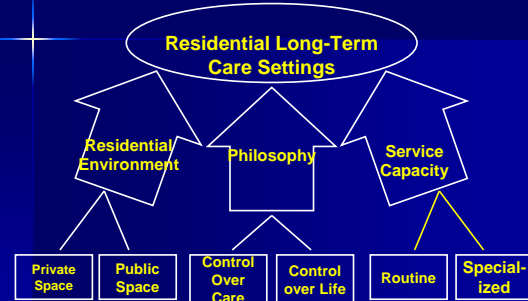 Residential Long-Term
Care Settings
Residential
Environment
Philosophy
Service
Capacity
Private
Space
Public
Space
Control
Over
Care
Control
over Life
Routine
Special-
ized